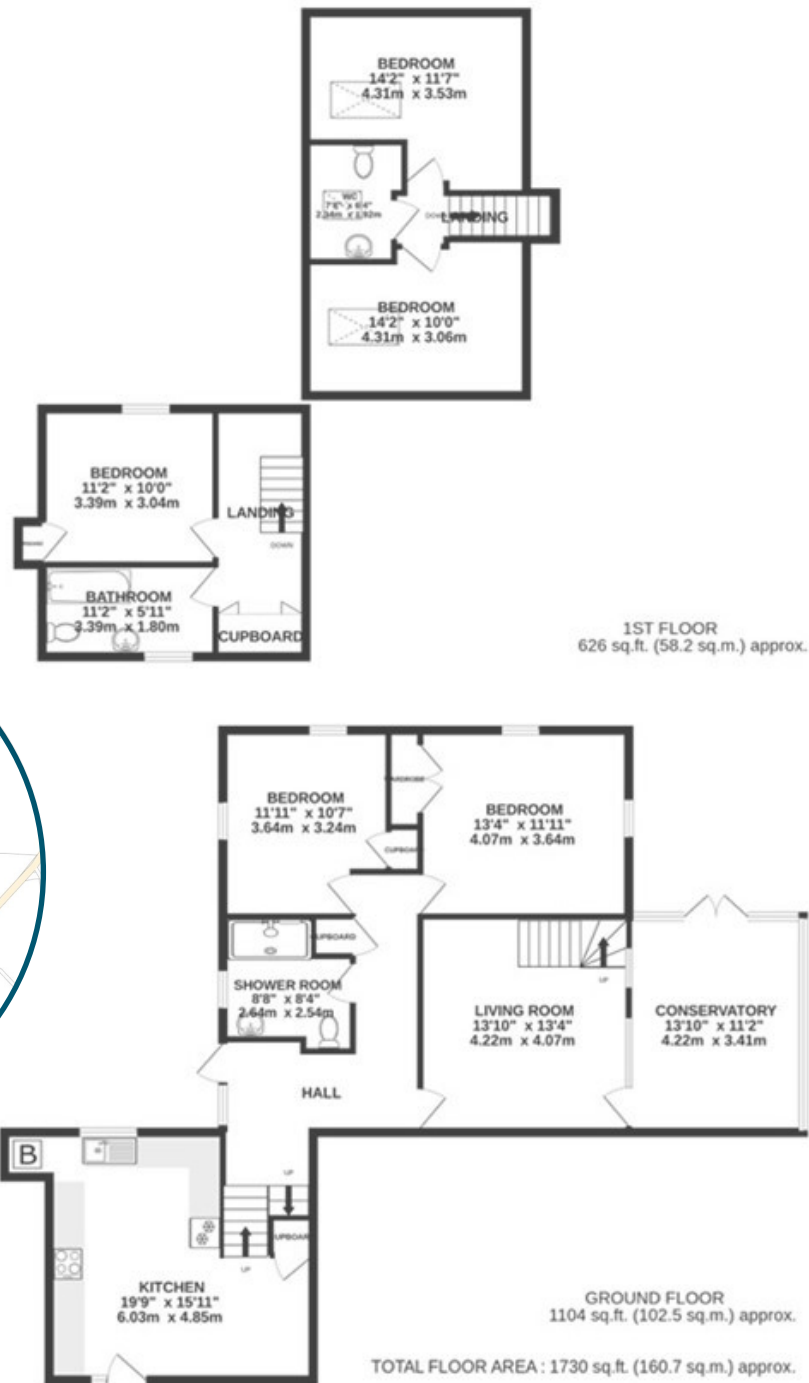 BEDROOM
14'2" x 11'7"
4.31m x 3.53m
WC
DOWN
LANDING
BEDROOM
14'2" x 10'0"
4.31m x 3.06m
BEDROOM
11'2" x 10'0"
3.39m x 3.04m
LANDING
DOWN
BATHROOM
11'2" x 5'11"
3.39m x 1.80m
CUPBOARD
1ST FLOOR
626 sq.ft. (58.2 sq.m.) approx.
BEDROOM
11'11" x 10'7"
3.64m x 3.24m
WARDROBE
BEDROOM
13'4" x 11'11"
4.07m x 3.64m
CUPBOARD
CUPBOARD
SHOWER ROOM
8'8" x 8'4"
2.64m x 2.54m
UP
LIVING ROOM
13'10" x 13'4"
4.22m x 4.07m
CONSERVATORY
13'10" x 11'2"
4.22m x 3.41m
HALL
B
UP
UP
CUPBOARD
KITCHEN
19'9" x 15'11"
6.03m x 4.85m
GROUND FLOOR
1104 sq.ft. (102.5 sq.m.) approx.
TOTAL FLOOR AREA : 1730 sq.ft. (160.7 sq.m.) approx.